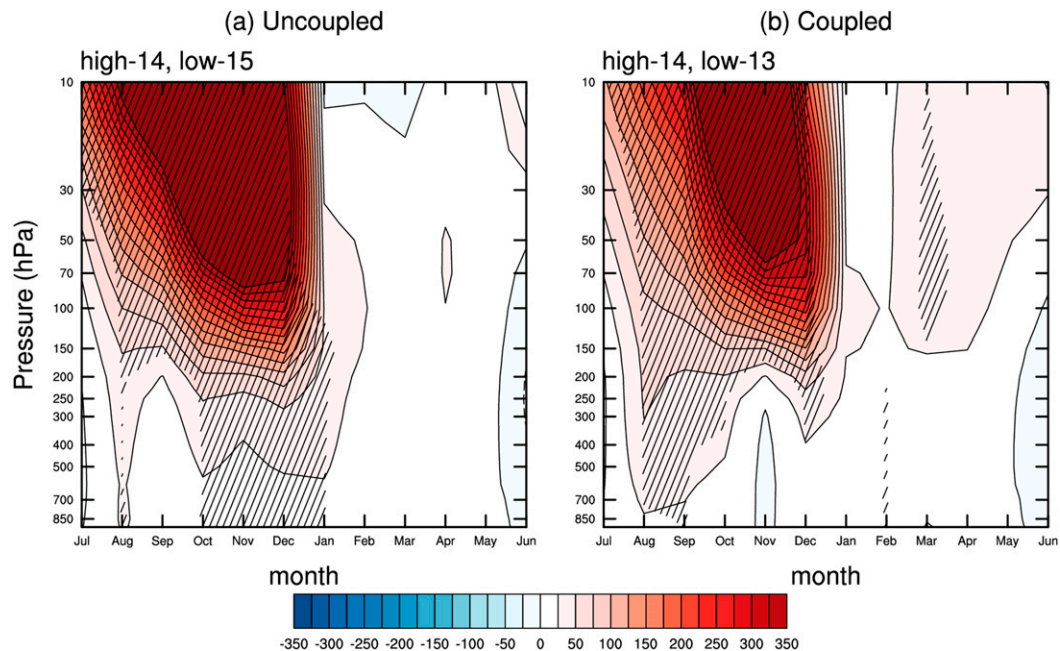 (a) Uncoupled
(b) Coupled
high-14, low-15
high-14, low-13
Pressure (hPa)
10
30
50
70
100
150
200
250
300
400
500
700
850
Jul Aug Sep Oct Nov Dec Jan Feb Mar Apr May Jun
10
30
50
70
100
150
200
250
300
400
500
700
850
Jul Aug Sep Oct Nov Dec Jan Feb Mar Apr May Jun
month
month
-350 -300 -250 -200 -150 -100 -50 0 50 100 150 200 250 300 350